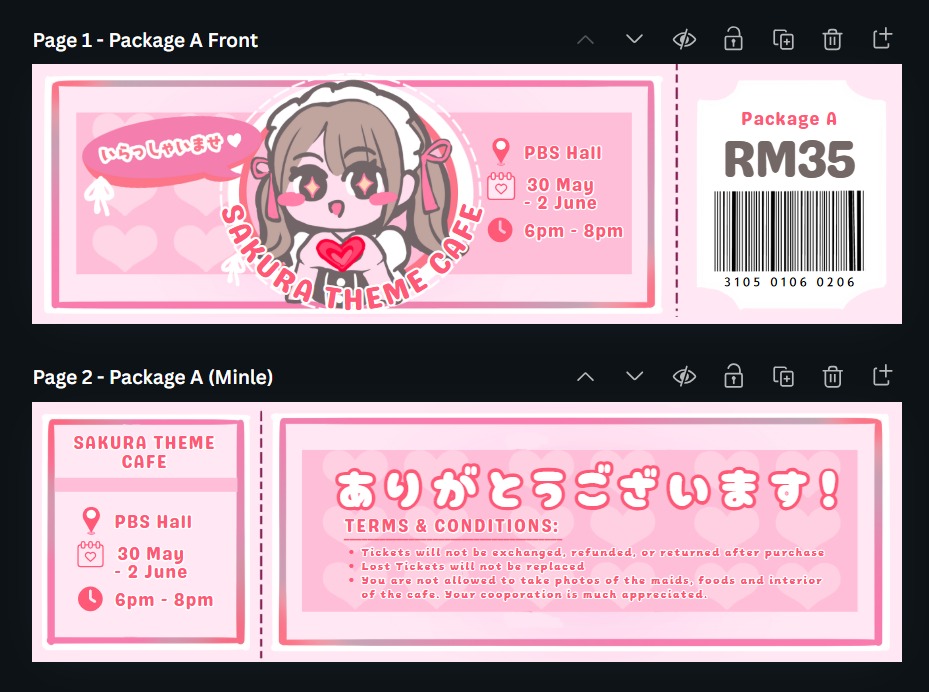 Page 1 - Package A Front
いらっしゃいませ
SAKURA THEME CAFE
PBS Hall
30 May
- 2 June
6pm - 8pm
Package A
RM35
3105 0106 0206
Page 2 - Package A (Minle)
SAKURA THEME
CAFE
PBS Hall
30 May
- 2 June
6pm - 8pm
ありがとうございます!
TERMS & CONDITIONS:
• Tickets will not be exchanged, refunded, or returned after purchase
• Lost Tickets will not be replaced
• You are not allowed to take photos of the maids, foods and interior
of the cafe. Your cooporation is much appreciated.